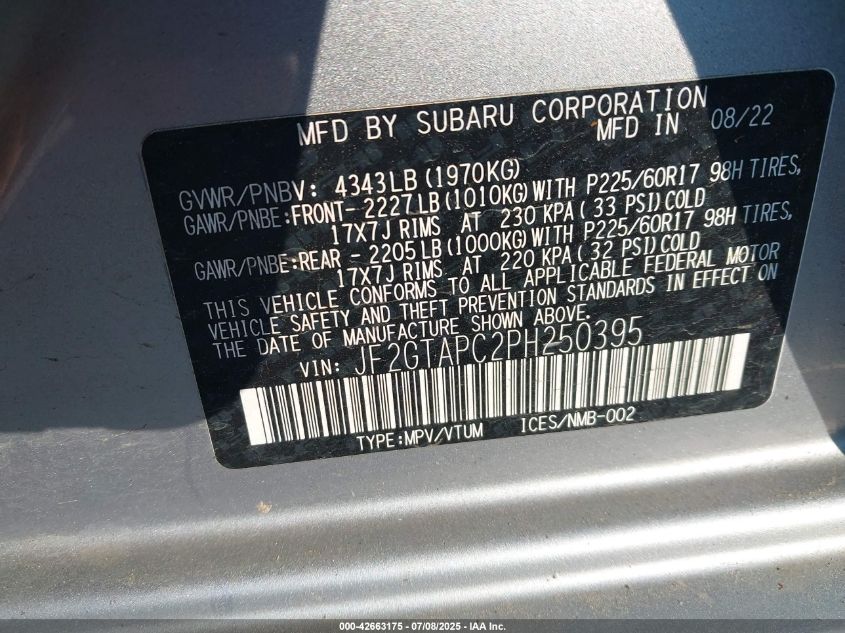 MFD BY SUBARU CORPORATION
MFD IN 08/22
GVWR/PNBV: 4343LB (1970KG)
GAWR/PNBE:FRONT- 2227LB (1010KG) WITH P225/60R17 98H TIRES,
17X7J RIMS AT 230 KPA ( 33 PSI) COLD
GAWR/PNBE:REAR - 2205LB (1000KG) WITH P225/60R17 98H TIRES,
17X7J RIMS AT 220 KPA ( 32 PSI) COLD
THIS VEHICLE CONFORMS TO ALL APPLICABLE FEDERAL MOTOR
VEHICLE SAFETY AND THEFT PREVENTION STANDARDS IN EFFECT ON
THE DATE OF MANUFACTURE SHOWN ABOVE.
VIN: JF2GTAPC2PH250395
TYPE:MPV/VTUM ICES/NMB-002
000-42663175 - 07/08/2025 - IAA Inc.